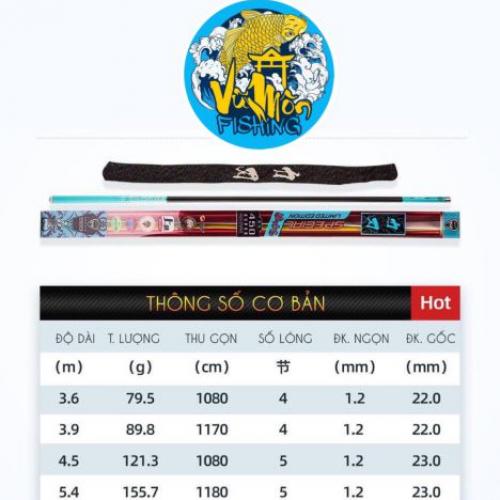 Vũ Môn
FISHING
450
LIMITED EDITION
THÔNG SỐ CƠ BẢN Hot
ĐỘ DÀI T. LƯỢNG THU GỌN SỐ LÓNG ĐK. NGỌN ĐK. GỐC
(m) (g) (cm) 节 (mm) (mm)
3.6 79.5 1080 4 1.2 22.0
3.9 89.8 1170 4 1.2 22.0
4.5 121.3 1080 5 1.2 23.0
5.4 155.7 1180 5 1.2 23.0